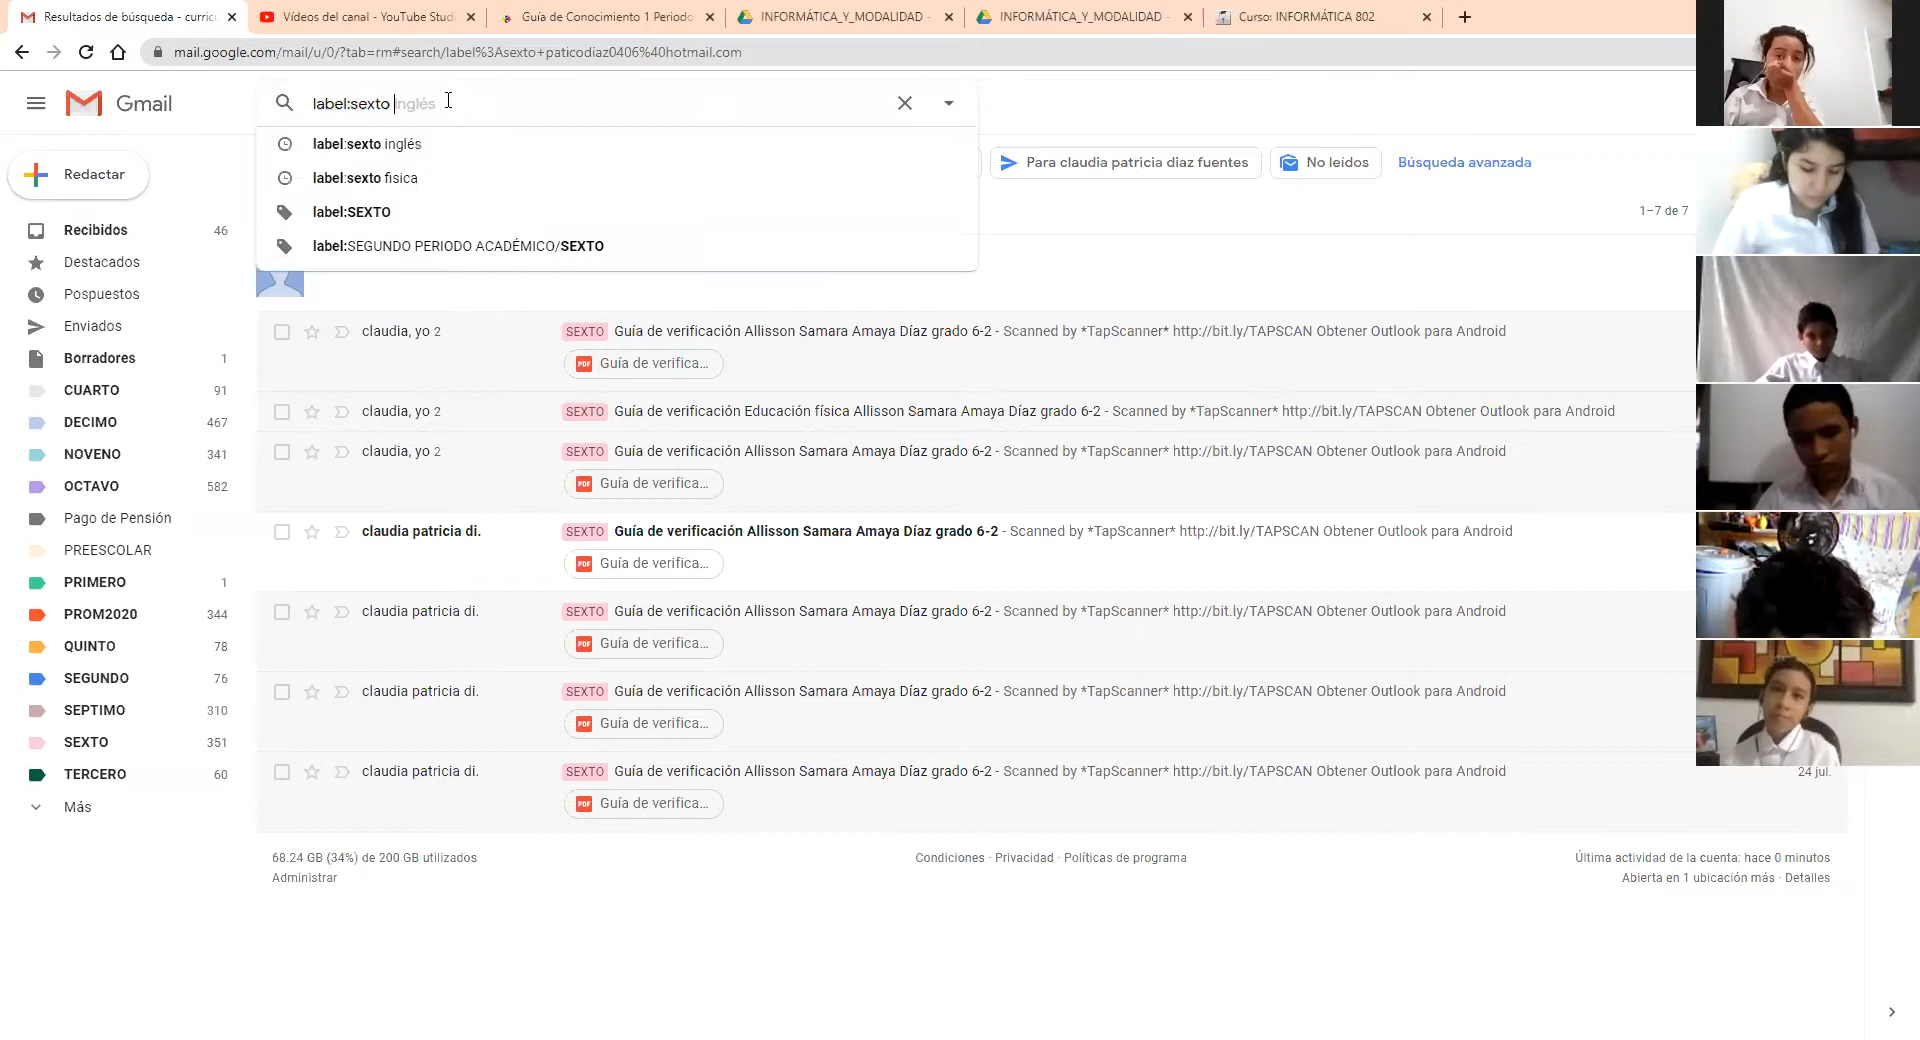 Resultados de búsqueda - curricu
Vídeos del canal - YouTube Studi
Guía de Conocimiento 1 Periodo
INFORMÁTICA_Y_MODALIDAD -
INFORMÁTICA_Y_MODALIDAD -
Curso: INFORMÁTICA 802
mail.google.com/mail/u/0/?tab=rm#search/label%3Asexto+paticodiaz0406%40hotmail.com
Gmail
label:sexto inglés
label:sexto inglés
label:sexto fisica
label:SEXTO
label:SEGUNDO PERIODO ACADÉMICO/SEXTO
Para claudia patricia diaz fuentes
No leídos
Búsqueda avanzada
1–7 de 7
Redactar
Recibidos 46
Destacados
Pospuestos
Enviados
Borradores 1
CUARTO 91
DECIMO 467
NOVENO 341
OCTAVO 582
Pago de Pensión
PREESCOLAR
PRIMERO 1
PROM2020 344
QUINTO 78
SEGUNDO 76
SEPTIMO 310
SEXTO 351
TERCERO 60
Más
claudia, yo 2 SEXTO Guía de verificación Allisson Samara Amaya Díaz grado 6-2 - Scanned by *TapScanner* http://bit.ly/TAPSCAN Obtener Outlook para Android
PDF Guía de verifica...
claudia, yo 2 SEXTO Guía de verificación Educación física Allisson Samara Amaya Díaz grado 6-2 - Scanned by *TapScanner* http://bit.ly/TAPSCAN Obtener Outlook para Android
claudia, yo 2 SEXTO Guía de verificación Allisson Samara Amaya Díaz grado 6-2 - Scanned by *TapScanner* http://bit.ly/TAPSCAN Obtener Outlook para Android
PDF Guía de verifica...
claudia patricia di. SEXTO Guía de verificación Allisson Samara Amaya Díaz grado 6-2 - Scanned by *TapScanner* http://bit.ly/TAPSCAN Obtener Outlook para Android
PDF Guía de verifica...
claudia patricia di. SEXTO Guía de verificación Allisson Samara Amaya Díaz grado 6-2 - Scanned by *TapScanner* http://bit.ly/TAPSCAN Obtener Outlook para Android
PDF Guía de verifica...
claudia patricia di. SEXTO Guía de verificación Allisson Samara Amaya Díaz grado 6-2 - Scanned by *TapScanner* http://bit.ly/TAPSCAN Obtener Outlook para Android
PDF Guía de verifica...
claudia patricia di. SEXTO Guía de verificación Allisson Samara Amaya Díaz grado 6-2 - Scanned by *TapScanner* http://bit.ly/TAPSCAN Obtener Outlook para Android 24 jul.
PDF Guía de verifica...
68.24 GB (34%) de 200 GB utilizados
Administrar
Condiciones · Privacidad · Políticas de programa
Última actividad de la cuenta: hace 0 minutos
Abierta en 1 ubicación más · Detalles